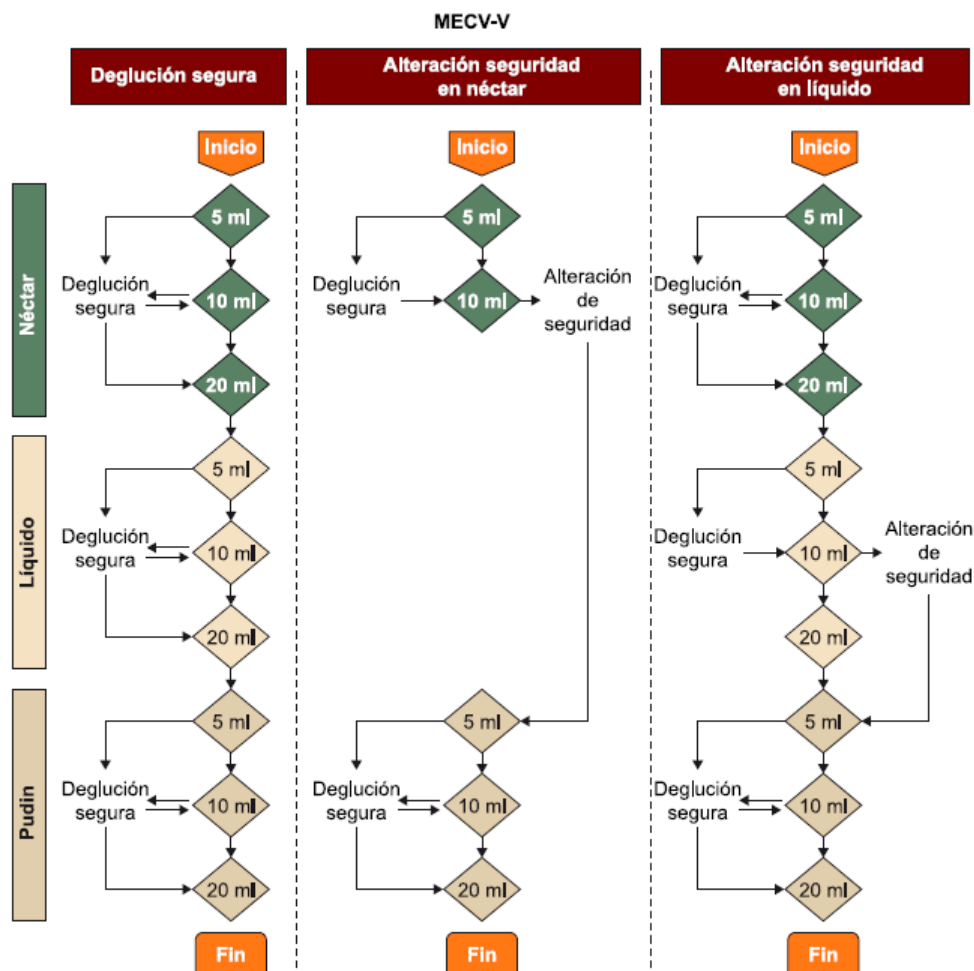 MECV-V
Deglución segura
Alteración seguridad
en néctar
Alteración seguridad
en líquido
Néctar
Líquido
Pudin
Inicio
5 ml
Deglución
segura
10 ml
20 ml
5 ml
Deglución
segura
10 ml
20 ml
5 ml
Deglución
segura
10 ml
20 ml
Fin
Inicio
5 ml
Deglución
segura
10 ml
Alteración
de
seguridad
5 ml
Deglución
segura
10 ml
20 ml
Fin
Inicio
5 ml
Deglución
segura
10 ml
20 ml
5 ml
Deglución
segura
10 ml
Alteración
de
seguridad
20 ml
5 ml
Deglución
segura
10 ml
20 ml
Fin